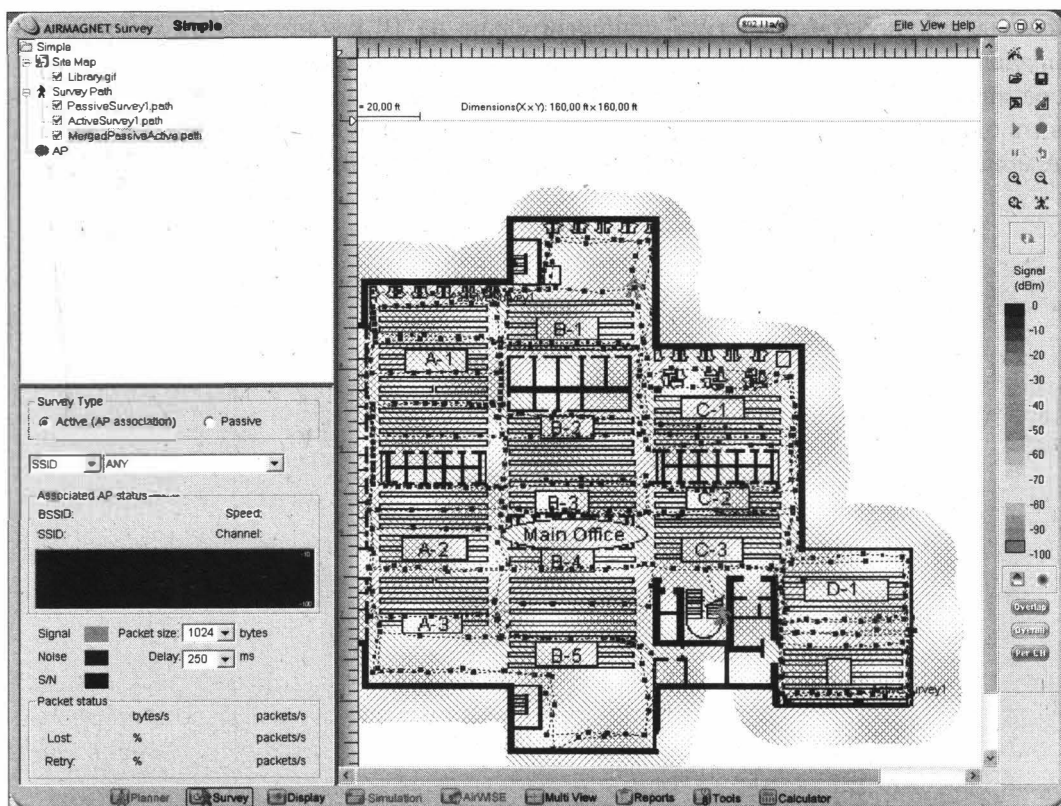 AIRMAGNET Survey Simple 802.11a/g File View Help
Simple
Site Map
Library.gif
Survey Path
PassiveSurvey1.path
ActiveSurvey1.path
MergedPassiveActive.path
AP
= 20,00 ft Dimensions(X x Y): 160,00 ft x 160,00 ft
B-1
A-1
C-1
B-2
C-2
B-3
Main Office
A-2
B-4
C-3
D-1
A-3
B-5
Signal
(dBm)
0
-10
-20
-30
-40
-50
-60
-70
-80
-90
-100
Overlap
Overall
Per CH
Survey Type
Active (AP association) Passive
SSID ANY
Associated AP status
BSSID: Speed:
SSID: Channel:
-10
-100
Signal Packet size: 1024 bytes
Noise Delay: 250 ms
S/N
Packet status
bytes/s packets/s
Lost: % packets/s
Retry: % packets/s
Planner Survey Display Simulation AirWISE Multi View Reports Tools Calculator